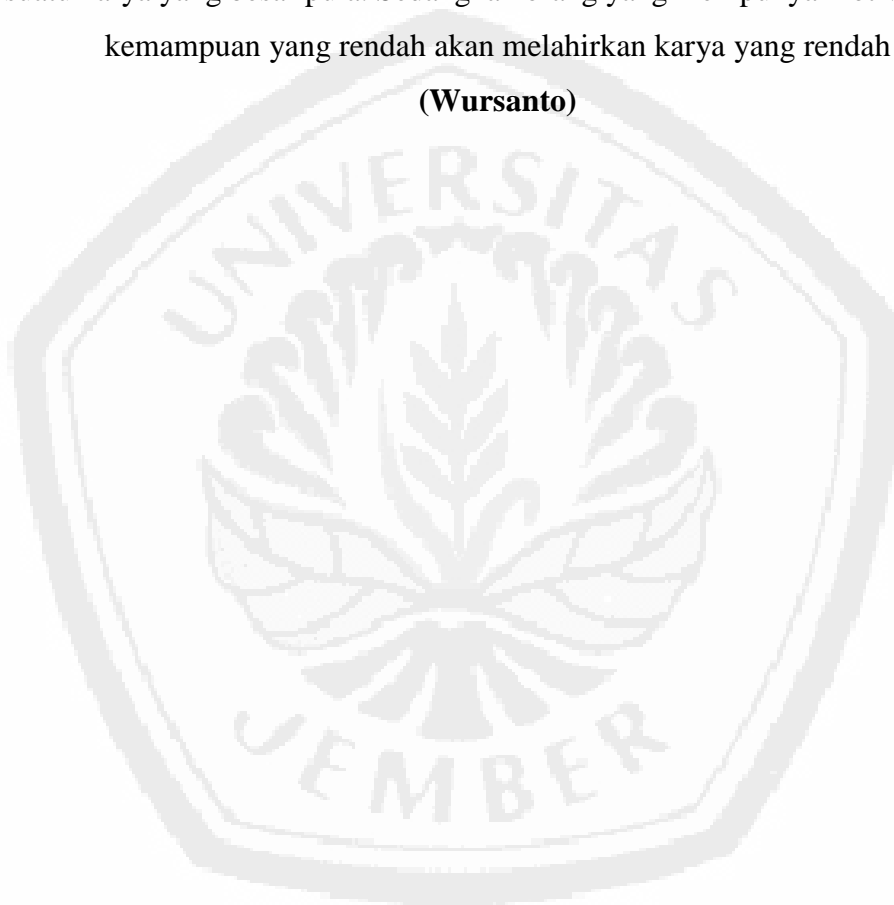 kemampuan yang rendah akan melahirkan karya yang rendah
(Wursanto)
UNIVERSITAS
JEMBER